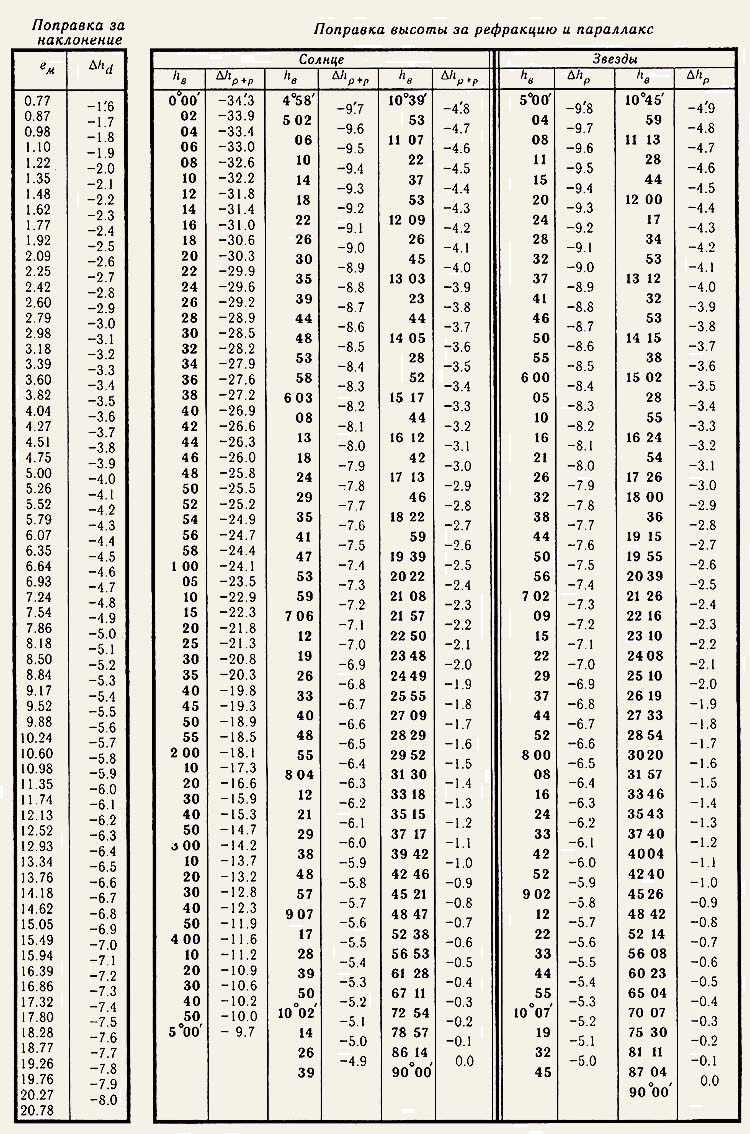 Поправка за наклонение
Поправка высоты за рефракцию и параллакс
Солнце
Звезды
eм Δhd
0.77 −1.′6
0.87 −1.7
0.98 −1.8
1.10 −1.9
1.22 −2.0
1.35 −2.1
1.48 −2.2
1.62 −2.3
1.77 −2.4
1.92 −2.5
2.09 −2.6
2.25 −2.7
2.42 −2.8
2.60 −2.9
2.79 −3.0
2.98 −3.1
3.18 −3.2
3.39 −3.3
3.60 −3.4
3.82 −3.5
4.04 −3.6
4.27 −3.7
4.51 −3.8
4.75 −3.9
5.00 −4.0
5.26 −4.1
5.52 −4.2
5.79 −4.3
6.07 −4.4
6.35 −4.5
6.64 −4.6
6.93 −4.7
7.24 −4.8
7.54 −4.9
7.86 −5.0
8.18 −5.1
8.50 −5.2
8.84 −5.3
9.17 −5.4
9.52 −5.5
9.88 −5.6
10.24 −5.7
10.60 −5.8
10.98 −5.9
11.35 −6.0
11.74 −6.1
12.13 −6.2
12.52 −6.3
12.93 −6.4
13.34 −6.5
13.76 −6.6
14.18 −6.7
14.62 −6.8
15.05 −6.9
15.49 −7.0
15.94 −7.1
16.39 −7.2
16.86 −7.3
17.32 −7.4
17.80 −7.5
18.28 −7.6
18.77 −7.7
19.26 −7.8
19.76 −7.9
20.27 −8.0
20.78
hв Δhρ+p
0°00′ −34.′3
02 −33.9
04 −33.4
06 −33.0
08 −32.6
10 −32.2
12 −31.8
14 −31.4
16 −31.0
18 −30.6
20 −30.3
22 −29.9
24 −29.6
26 −29.2
28 −28.9
30 −28.5
32 −28.2
34 −27.9
36 −27.6
38 −27.2
40 −26.9
42 −26.6
44 −26.3
46 −26.0
48 −25.8
50 −25.5
52 −25.2
54 −24.9
56 −24.7
58 −24.4
1 00 −24.1
05 −23.5
10 −22.9
15 −22.3
20 −21.8
25 −21.3
30 −20.8
35 −20.3
40 −19.8
45 −19.3
50 −18.9
55 −18.5
2 00 −18.1
10 −17.3
20 −16.6
30 −15.9
40 −15.3
50 −14.7
3 00 −14.2
10 −13.7
20 −13.2
30 −12.8
40 −12.3
50 −11.9
4 00 −11.6
10 −11.2
20 −10.9
30 −10.6
40 −10.2
50 −10.0
5°00′ −9.7
hв Δhρ+p
4°58′ −9.′7
5 02 −9.6
06 −9.5
10 −9.4
14 −9.3
18 −9.2
22 −9.1
26 −9.0
30 −8.9
35 −8.8
39 −8.7
44 −8.6
48 −8.5
53 −8.4
58 −8.3
6 03 −8.2
08 −8.1
13 −8.0
18 −7.9
24 −7.8
29 −7.7
35 −7.6
41 −7.5
47 −7.4
53 −7.3
59 −7.2
7 06 −7.1
12 −7.0
19 −6.9
26 −6.8
33 −6.7
40 −6.6
48 −6.5
55 −6.4
8 04 −6.3
12 −6.2
21 −6.1
29 −6.0
38 −5.9
48 −5.8
57 −5.7
9 07 −5.6
17 −5.5
28 −5.4
39 −5.3
50 −5.2
10°02′ −5.1
14 −5.0
26 −4.9
39
hв Δhρ+p
10°39′ −4.′8
53 −4.7
11 07 −4.6
22 −4.5
37 −4.4
53 −4.3
12 09 −4.2
26 −4.1
45 −4.0
13 03 −3.9
23 −3.8
44 −3.7
14 05 −3.6
28 −3.5
52 −3.4
15 17 −3.3
44 −3.2
16 12 −3.1
42 −3.0
17 13 −2.9
46 −2.8
18 22 −2.7
59 −2.6
19 39 −2.5
20 22 −2.4
21 08 −2.3
21 57 −2.2
22 50 −2.1
23 48 −2.0
24 49 −1.9
25 55 −1.8
27 09 −1.7
28 29 −1.6
29 52 −1.5
31 30 −1.4
33 18 −1.3
35 15 −1.2
37 17 −1.1
39 42 −1.0
42 46 −0.9
45 21 −0.8
48 47 −0.7
52 38 −0.6
56 53 −0.5
61 28 −0.4
67 11 −0.3
72 54 −0.2
78 57 −0.1
86 14 0.0
90°00′
hв Δhρ
5°00′ −9.′8
04 −9.7
08 −9.6
11 −9.5
15 −9.4
20 −9.3
24 −9.2
28 −9.1
32 −9.0
37 −8.9
41 −8.8
46 −8.7
50 −8.6
55 −8.5
6 00 −8.4
05 −8.3
10 −8.2
16 −8.1
21 −8.0
26 −7.9
32 −7.8
38 −7.7
44 −7.6
50 −7.5
56 −7.4
7 02 −7.3
09 −7.2
15 −7.1
22 −7.0
29 −6.9
37 −6.8
44 −6.7
52 −6.6
8 00 −6.5
08 −6.4
16 −6.3
24 −6.2
33 −6.1
42 −6.0
52 −5.9
9 02 −5.8
12 −5.7
22 −5.6
33 −5.5
44 −5.4
55 −5.3
10°07′ −5.2
19 −5.1
32 −5.0
45
hв Δhρ
10°45′ −4.′9
59 −4.8
11 13 −4.7
28 −4.6
44 −4.5
12 00 −4.4
17 −4.3
34 −4.2
53 −4.1
13 12 −4.0
32 −3.9
53 −3.8
14 15 −3.7
38 −3.6
15 02 −3.5
28 −3.4
55 −3.3
16 24 −3.2
54 −3.1
17 26 −3.0
18 00 −2.9
36 −2.8
19 15 −2.7
19 55 −2.6
20 39 −2.5
21 26 −2.4
22 16 −2.3
23 10 −2.2
24 08 −2.1
25 10 −2.0
26 19 −1.9
27 33 −1.8
28 54 −1.7
30 20 −1.6
31 57 −1.5
33 46 −1.4
35 43 −1.3
37 40 −1.2
40 04 −1.1
42 40 −1.0
45 26 −0.9
48 42 −0.8
52 14 −0.7
56 08 −0.6
60 23 −0.5
65 04 −0.4
70 07 −0.3
75 30 −0.2
81 11 −0.1
87 04 0.0
90°00′